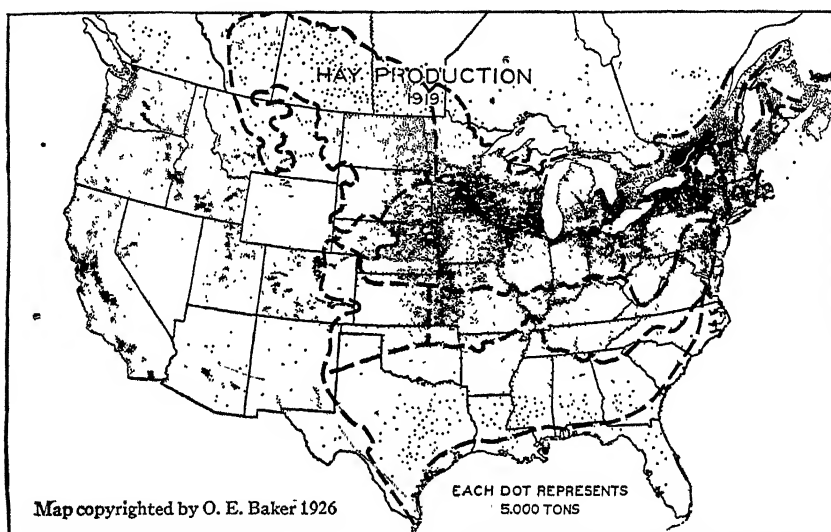 HAY PRODUCTION
1919
Map copyrighted by O. E. Baker 1926
EACH DOT REPRESENTS
5.000 TONS